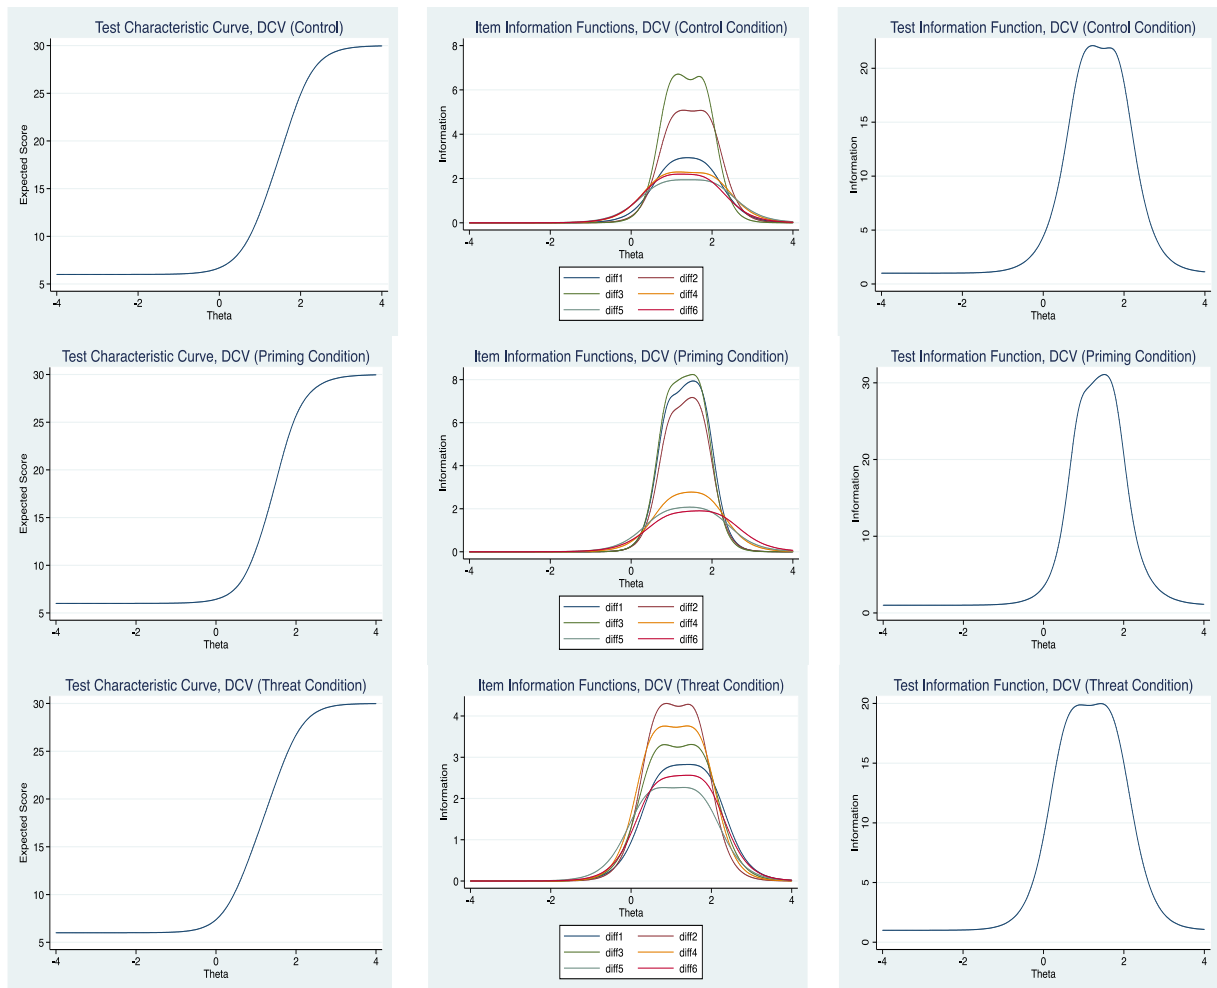 Test Characteristic Curve, DCV (Control)
30
25
20
15
10
5
Expected Score
-4 -2 0 2 4
Theta
Item Information Functions, DCV (Control Condition)
8
6
4
2
0
Information
-4 -2 0 2 4
Theta
diff1 diff2
diff3 diff4
diff5 diff6
Test Information Function, DCV (Control Condition)
20
15
10
5
0
Information
-4 -2 0 2 4
Theta
Test Characteristic Curve, DCV (Priming Condition)
30
25
20
15
10
5
Expected Score
-4 -2 0 2 4
Theta
Item Information Functions, DCV (Priming Condition)
8
6
4
2
0
Information
-4 -2 0 2 4
Theta
diff1 diff2
diff3 diff4
diff5 diff6
Test Information Function, DCV (Priming Condition)
30
20
10
0
Information
-4 -2 0 2 4
Theta
Test Characteristic Curve, DCV (Threat Condition)
30
25
20
15
10
5
Expected Score
-4 -2 0 2 4
Theta
Item Information Functions, DCV (Threat Condition)
4
3
2
1
0
Information
-4 -2 0 2 4
Theta
diff1 diff2
diff3 diff4
diff5 diff6
Test Information Function, DCV (Threat Condition)
20
15
10
5
0
Information
-4 -2 0 2 4
Theta